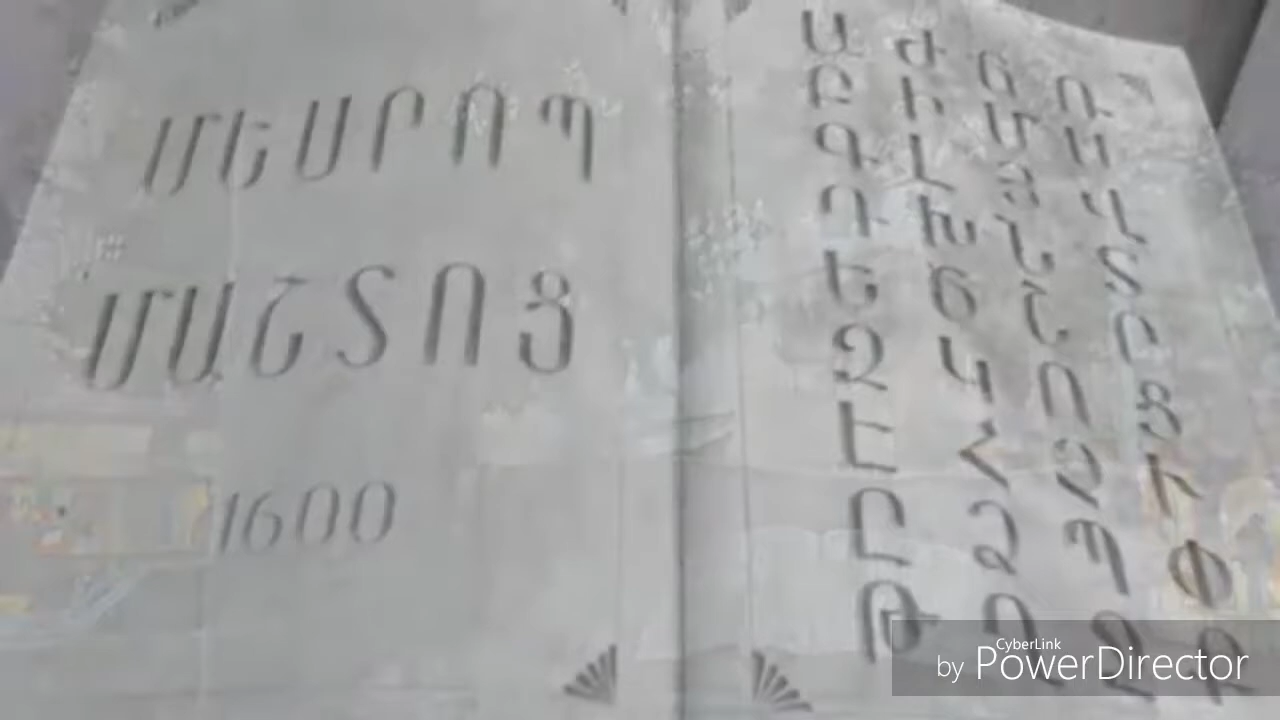 ՄԵՍՐՈՊ
ՄԱՇՏՈՑ
1600
Ա Ժ Ճ Ռ
Բ Ի Մ Ս
Գ Լ Յ Վ
Դ Խ Ն Տ
Ե Ծ Շ Ր
Զ Կ Ո Ց
Է Հ Չ Ւ
Ը Ձ Պ Փ
Թ Ղ Ջ Ք
CyberLink
by PowerDirector